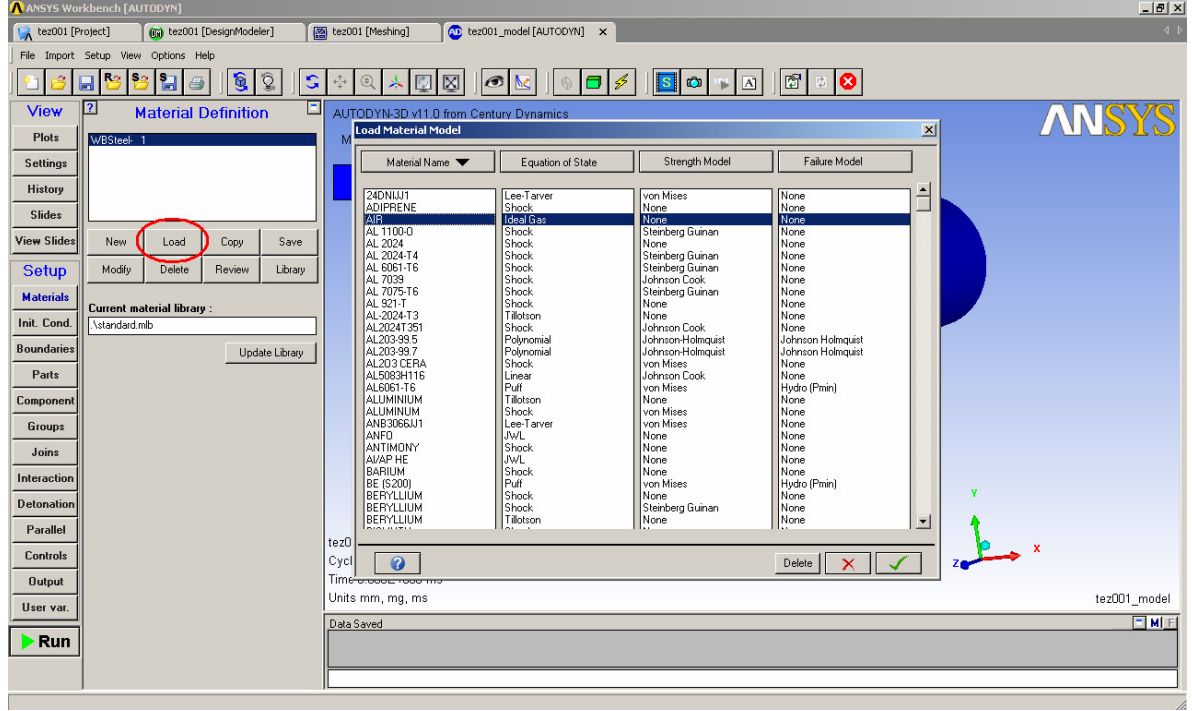 ANSYS Workbench [AUTODYN]
tez001 [Project]
tez001 [DesignModeler]
tez001 [Meshing]
tez001_model [AUTODYN]
File Import Setup View Options Help
View
Plots
Settings
History
Slides
View Slides
Setup
Materials
Init. Cond.
Boundaries
Parts
Component
Groups
Joins
Interaction
Detonation
Parallel
Controls
Output
User var.
Run
? Material Definition
WBSteel- 1
New Load Copy Save
Modify Delete Review Library
Current material library :
.\standard.mlb
Update Library
AUTODYN-3D v11.0 from Century Dynamics
ANSYS
Load Material Model
Material Name Equation of State Strength Model Failure Model
24DNIJJ1 Lee-Tarver von Mises None
ADIPRENE Shock None None
AIR Ideal Gas None None
AL 1100-O Shock Steinberg Guinan None
AL 2024 Shock None None
AL 2024-T4 Shock Steinberg Guinan None
AL 6061-T6 Shock Steinberg Guinan None
AL 7039 Shock Johnson Cook None
AL 7075-T6 Shock Steinberg Guinan None
AL 921-T Shock None None
AL-2024-T3 Tillotson None None
AL2024T351 Shock Johnson Cook None
AL203-99.5 Polynomial Johnson-Holmquist Johnson Holmquist
AL203-99.7 Polynomial Johnson-Holmquist Johnson Holmquist
AL2O3 CERA Shock von Mises None
AL5083H116 Linear Johnson Cook None
AL6061-T6 Puff von Mises Hydro (Pmin)
ALUMINIUM Tillotson None None
ALUMINUM Shock von Mises None
ANB3066JJ1 Lee-Tarver von Mises None
ANFO JWL None None
ANTIMONY Shock None None
AI/AP HE JWL None None
BARIUM Shock None None
BE (S200) Puff von Mises Hydro (Pmin)
BERYLLIUM Shock None None
BERYLLIUM Shock Steinberg Guinan None
BERYLLIUM Tillotson None None
Delete
Y
X
Z
tez0
Cycl
Time
Units mm, mg, ms
tez001_model
Data Saved
M F